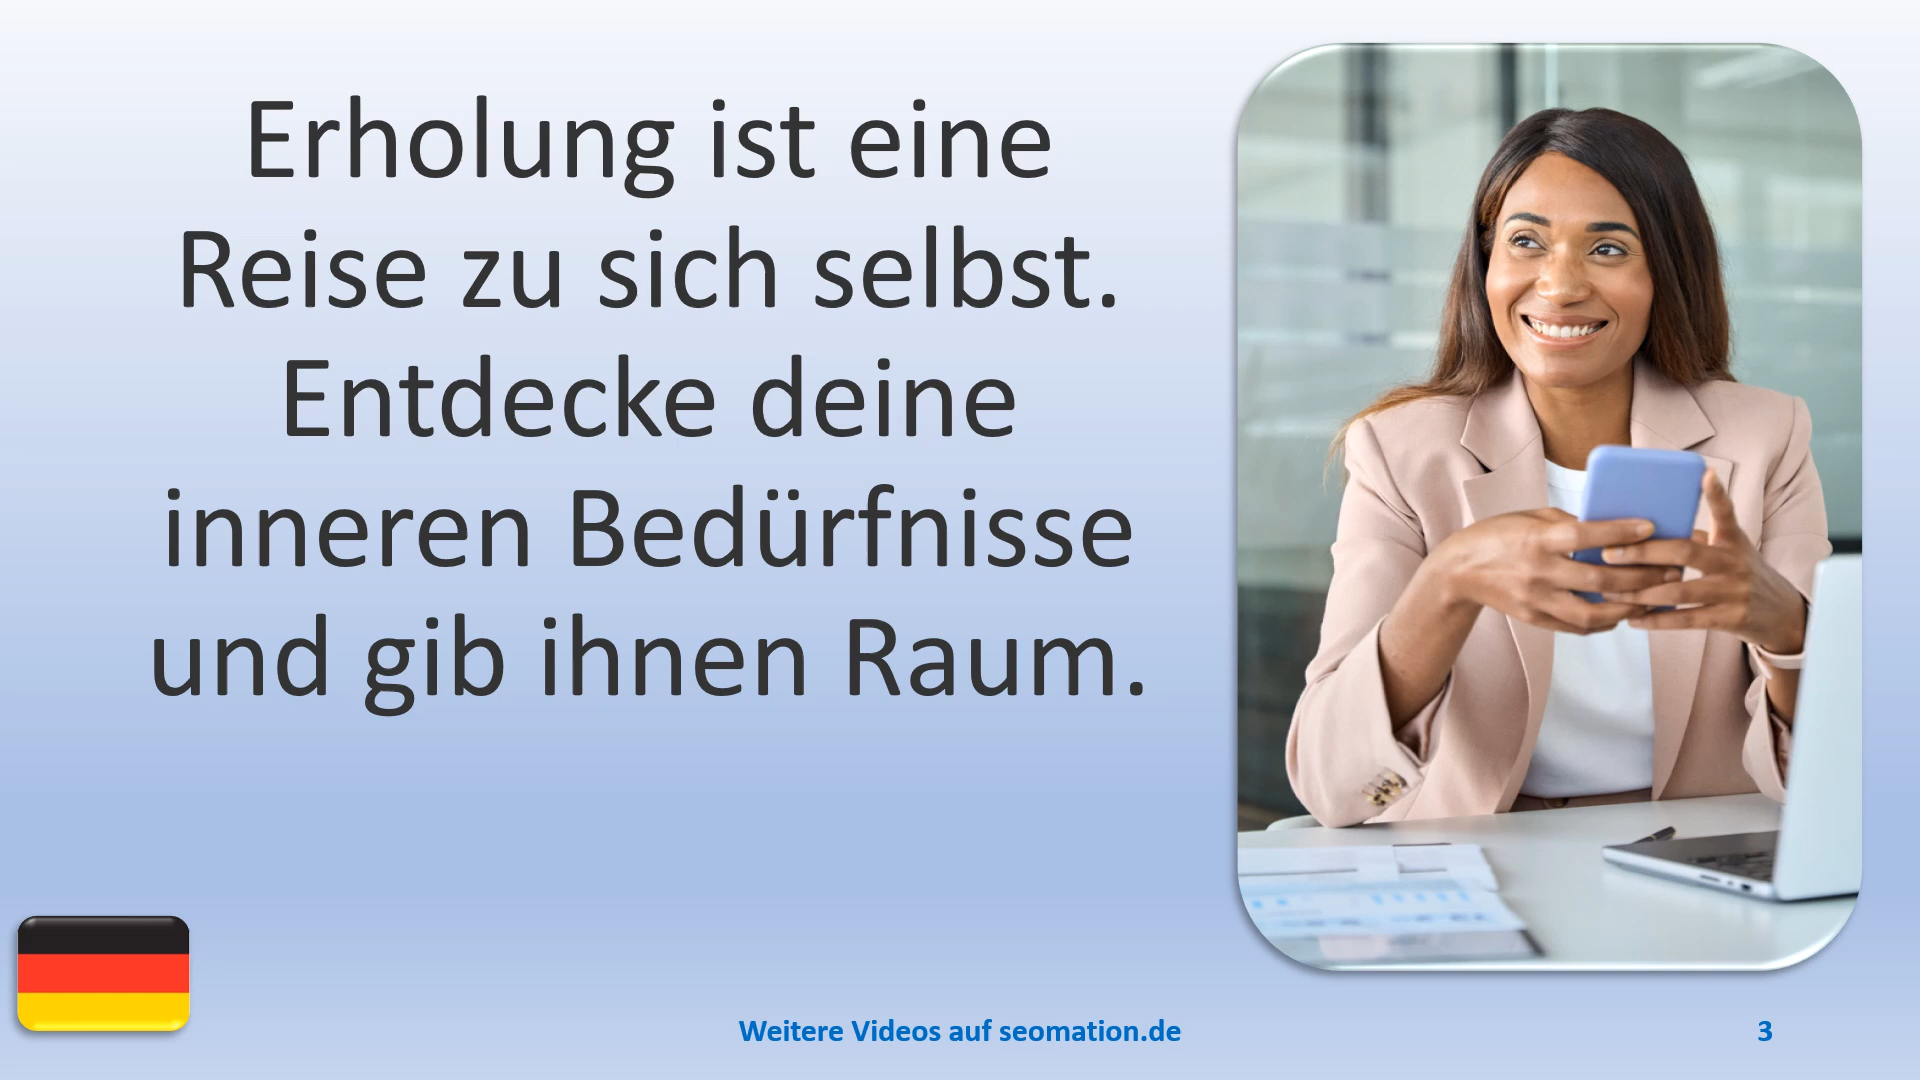 Erholung ist eine
Reise zu sich selbst.
Entdecke deine
inneren Bedürfnisse
und gib ihnen Raum.
Weitere Videos auf seomation.de
3